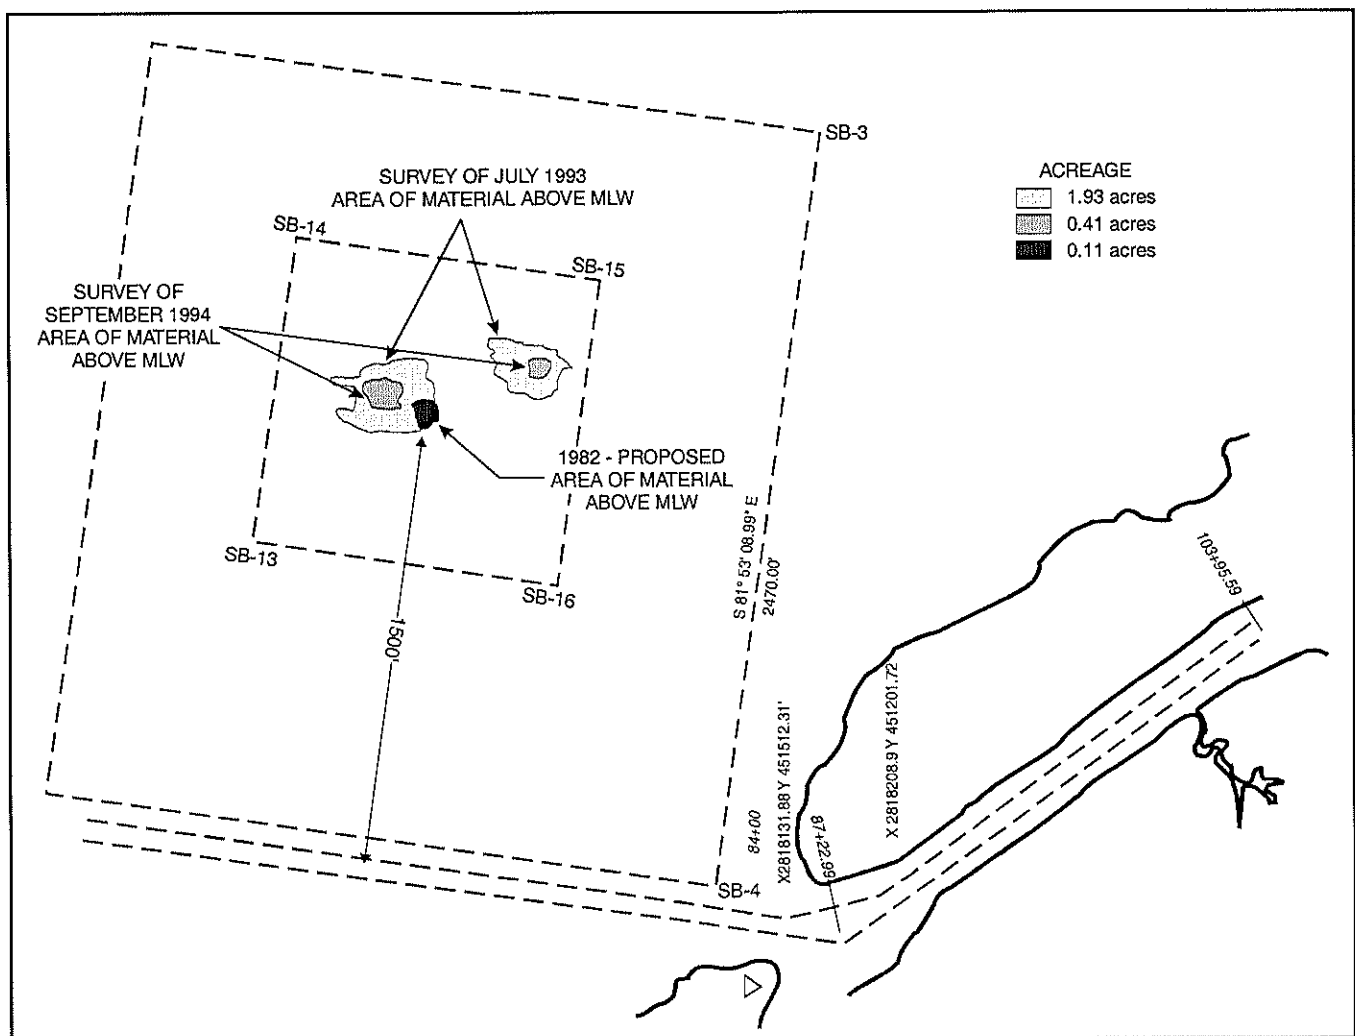 SB-3
ACREAGE
1.93 acres
0.41 acres
0.11 acres
SURVEY OF JULY 1993
AREA OF MATERIAL ABOVE MLW
SB-14
SB-15
SURVEY OF
SEPTEMBER 1994
AREA OF MATERIAL
ABOVE MLW
1982 - PROPOSED
AREA OF MATERIAL
ABOVE MLW
SB-13
SB-16
1500'
S 81° 53' 08.99" E
2470.00'
103+95.59
X2818131.88 Y 451512.31'
X 2818208.9 Y 451201.72
84+00
87+22.99
SB-4